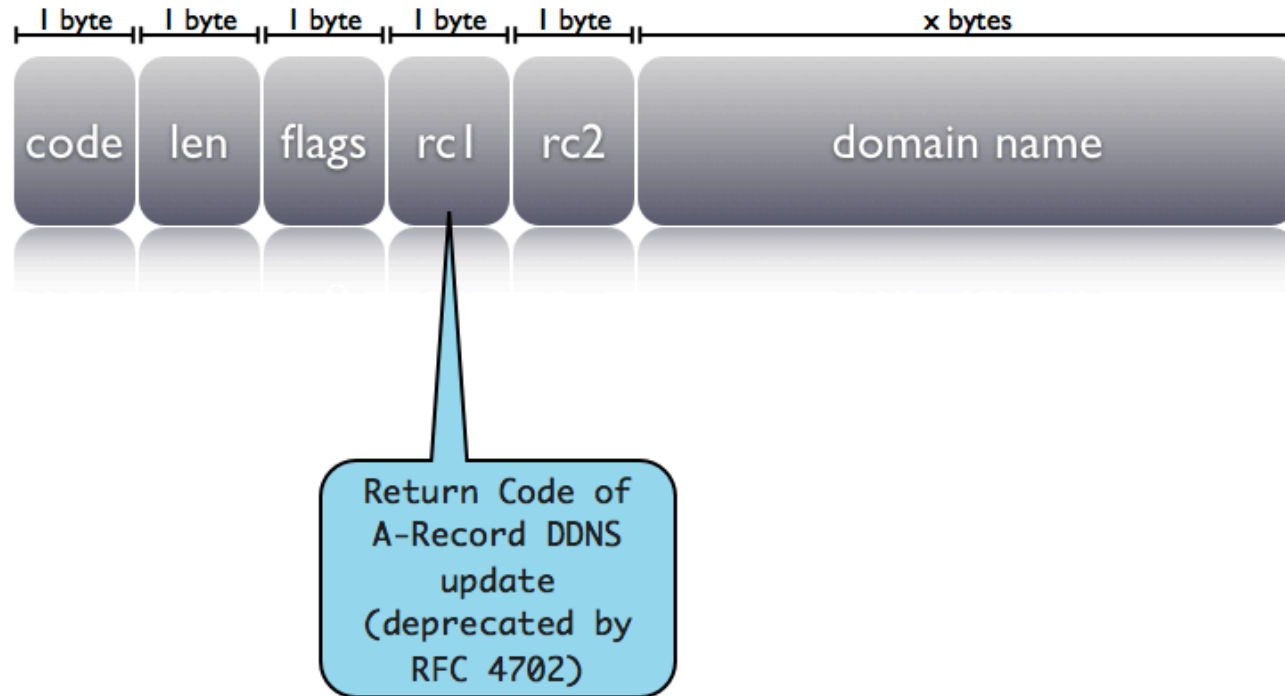 1 byte 1 byte 1 byte 1 byte 1 byte x bytes
code len flags rc1 rc2 domain name
Return Code of
A-Record DDNS
update
(deprecated by
RFC 4702)